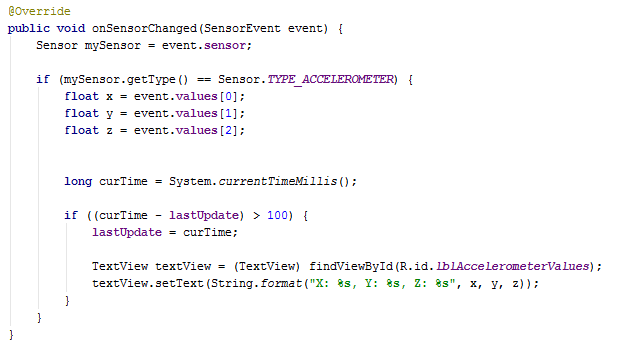 @Override
public void onSensorChanged(SensorEvent event) {
    Sensor mySensor = event.sensor;

    if (mySensor.getType() == Sensor.TYPE_ACCELEROMETER) {
        float x = event.values[0];
        float y = event.values[1];
        float z = event.values[2];


        long curTime = System.currentTimeMillis();

        if ((curTime - lastUpdate) > 100) {
            lastUpdate = curTime;

            TextView textView = (TextView) findViewById(R.id.lblAccelerometerValues);
            textView.setText(String.format("X: %s, Y: %s, Z: %s", x, y, z));
        }
    }
}